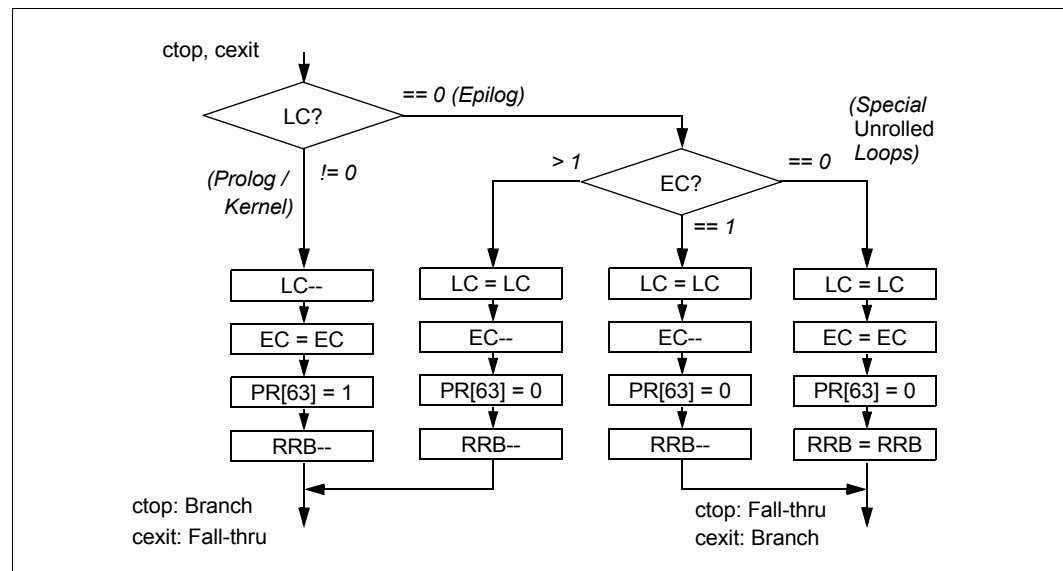 ctop, cexit
== 0 (Epilog)
LC?
(Special
Unrolled
Loops)
!= 0
(Prolog /
Kernel)
> 1
== 0
EC?
== 1
LC--
LC = LC
LC = LC
LC = LC
EC = EC
EC--
EC--
EC = EC
PR[63] = 1
PR[63] = 0
PR[63] = 0
PR[63] = 0
RRB--
RRB--
RRB--
RRB = RRB
ctop: Branch
cexit: Fall-thru
ctop: Fall-thru
cexit: Branch